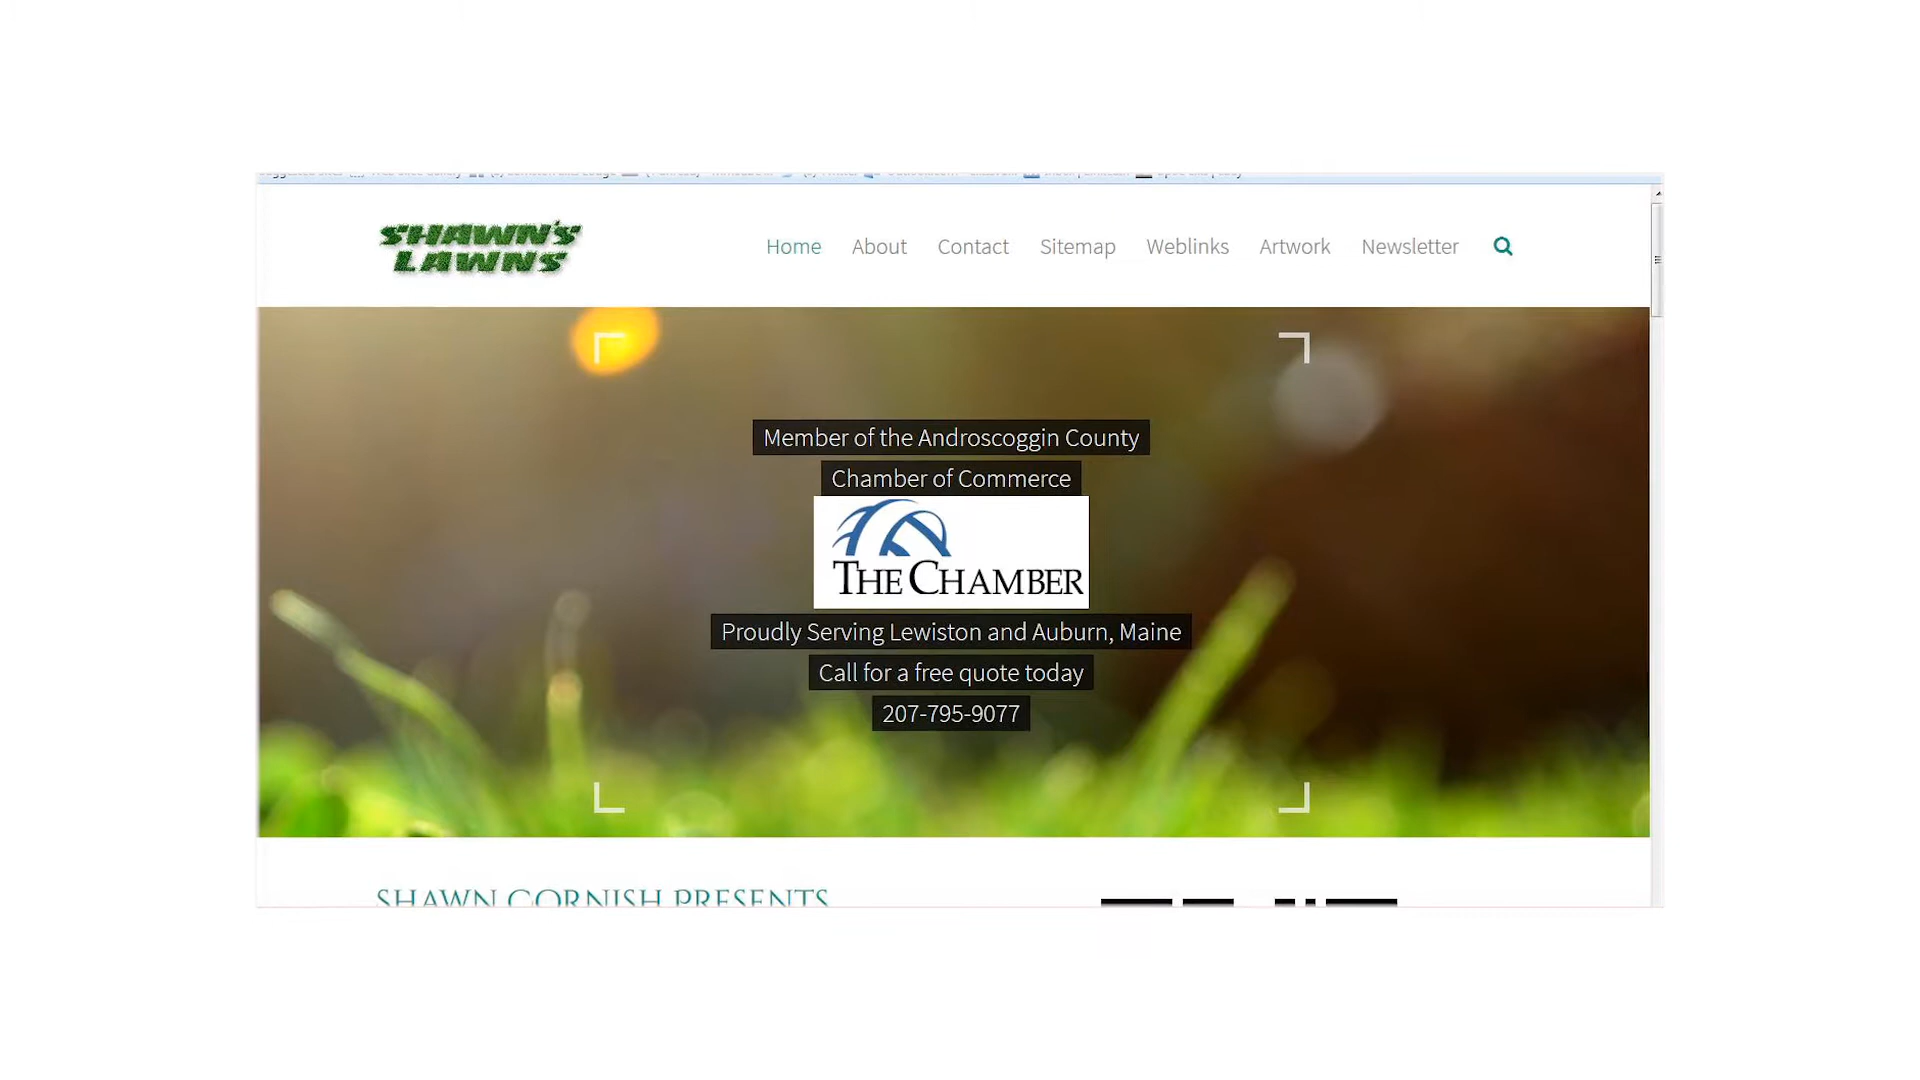 SHAWN'S
LAWNS
Home About Contact Sitemap Weblinks Artwork Newsletter
Member of the Androscoggin County
Chamber of Commerce
THE CHAMBER
Proudly Serving Lewiston and Auburn, Maine
Call for a free quote today
207-795-9077
SHAWN CORNISH PRESENTS